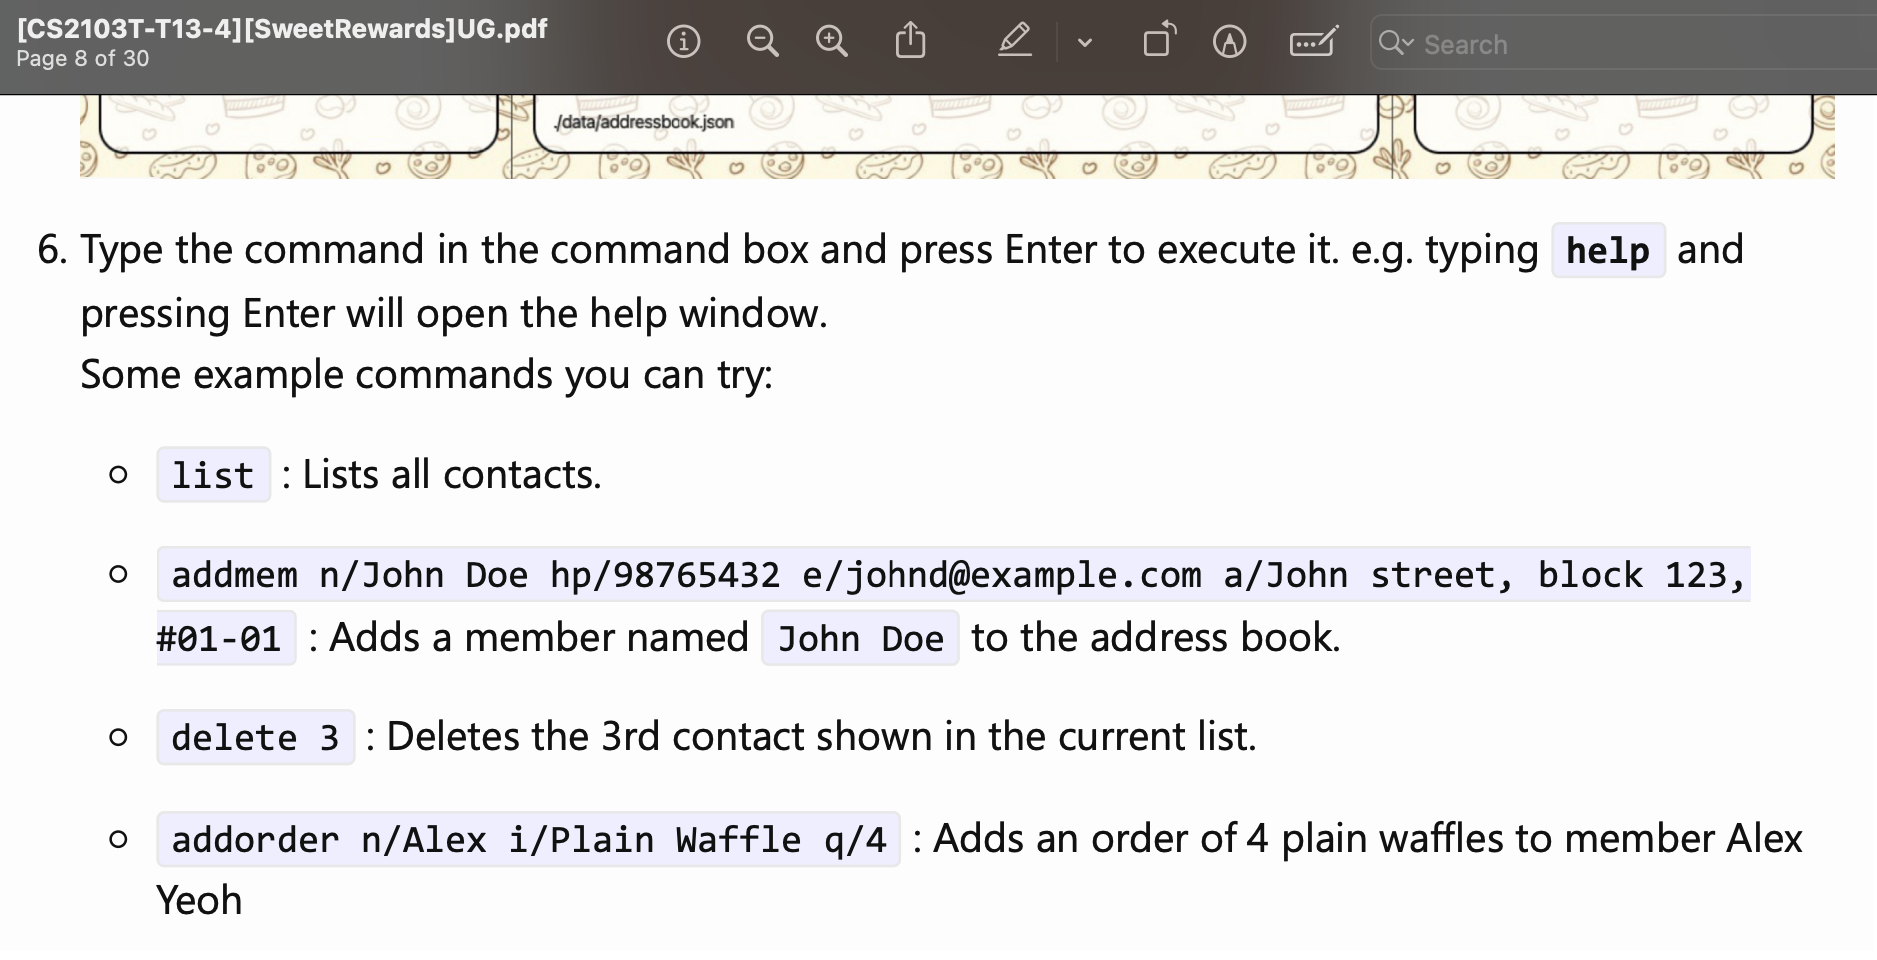 [CS2103T-T13-4][SweetRewards]UG.pdf
Page 8 of 30
Search
./data/addressbook.json
6. Type the command in the command box and press Enter to execute it. e.g. typing help and
pressing Enter will open the help window.
Some example commands you can try:
list : Lists all contacts.
addmem n/John Doe hp/98765432 e/johnd@example.com a/John street, block 123,
#01-01 : Adds a member named John Doe to the address book.
delete 3 : Deletes the 3rd contact shown in the current list.
addorder n/Alex i/Plain Waffle q/4 : Adds an order of 4 plain waffles to member Alex
Yeoh